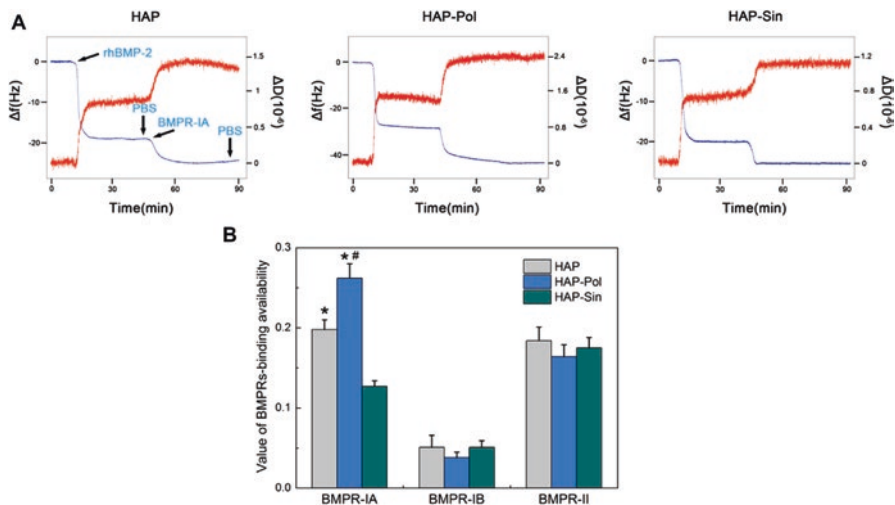 A
HAP
HAP-Pol
HAP-Sin
Δf(Hz)
0
-10
-20
rhBMP-2
PBS
BMPR-IA
PBS
1.5
1
0.5
0
ΔD(10⁻⁶)
0 30 60 90
Time(min)
Δf(Hz)
0
-20
-40
2.4
1.6
0.8
0
ΔD(10⁻⁶)
0 30 60 90
Time(min)
Δf(Hz)
0
-10
-20
1.2
0.8
0.4
0
ΔD(10⁻⁶)
0 30 60 90
Time(min)
B
Value of BMPRs-binding availability
0.3
0.2
0.1
0.0
*
*#
HAP
HAP-Pol
HAP-Sin
BMPR-IA BMPR-IB BMPR-II